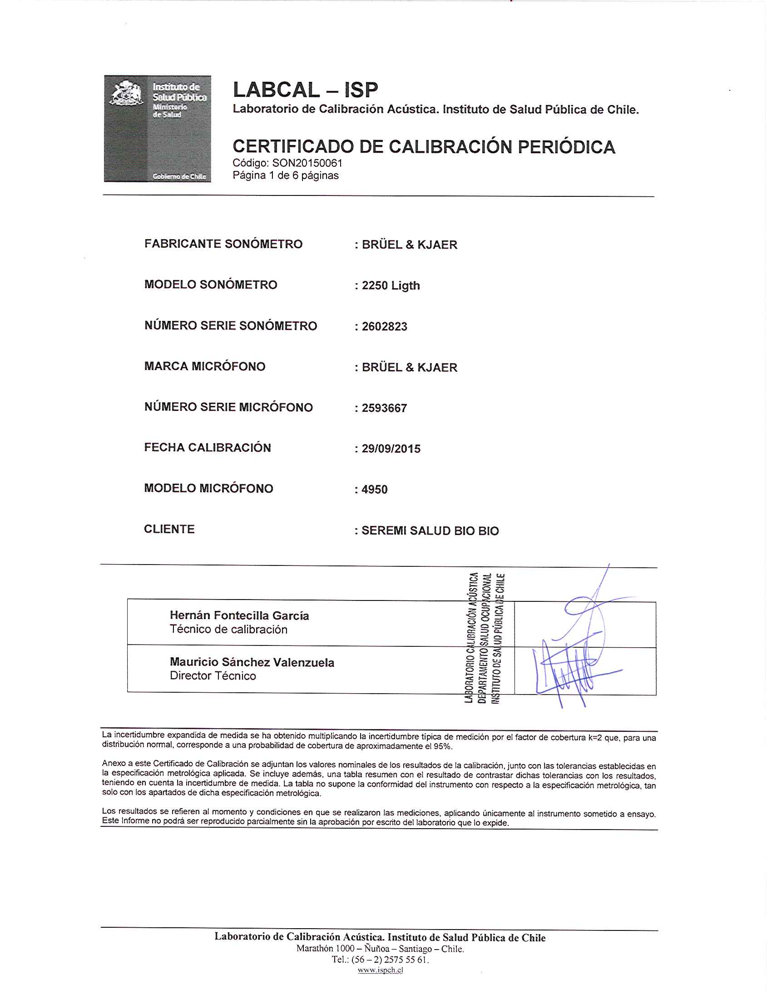 Instituto de
Salud Pública
Ministerio
de Salud
Gobierno de Chile
LABCAL – ISP
Laboratorio de Calibración Acústica. Instituto de Salud Pública de Chile.
CERTIFICADO DE CALIBRACIÓN PERIÓDICA
Código: SON20150061
Página 1 de 6 páginas
FABRICANTE SONÓMETRO : BRÜEL & KJAER
MODELO SONÓMETRO : 2250 Ligth
NÚMERO SERIE SONÓMETRO : 2602823
MARCA MICRÓFONO : BRÜEL & KJAER
NÚMERO SERIE MICRÓFONO : 2593667
FECHA CALIBRACIÓN : 29/09/2015
MODELO MICRÓFONO : 4950
CLIENTE : SEREMI SALUD BIO BIO
Hernán Fontecilla García
Técnico de calibración
Mauricio Sánchez Valenzuela
Director Técnico
LABORATORIO CALIBRACIÓN ACÚSTICA
DEPARTAMENTO SALUD OCUPACIONAL
INSTITUTO DE SALUD PÚBLICA DE CHILE
La incertidumbre expandida de medida se ha obtenido multiplicando la incertidumbre típica de medición por el factor de cobertura k=2 que, para una
distribución normal, corresponde a una probabilidad de cobertura de aproximadamente el 95%.
Anexo a este Certificado de Calibración se adjuntan los valores nominales de los resultados de la calibración, junto con las tolerancias establecidas en
la especificación metrológica aplicada. Se incluye además, una tabla resumen con el resultado de contrastar dichas tolerancias con los resultados,
teniendo en cuenta la incertidumbre de medida. La tabla no supone la conformidad del instrumento con respecto a la especificación metrológica, tan
solo con los apartados de dicha especificación metrológica.
Los resultados se refieren al momento y condiciones en que se realizaron las mediciones, aplicando únicamente al instrumento sometido a ensayo.
Este Informe no podrá ser reproducido parcialmente sin la aprobación por escrito del laboratorio que lo expide.
Laboratorio de Calibración Acústica. Instituto de Salud Pública de Chile
Marathón 1000 – Ñuñoa – Santiago – Chile.
Tel.: (56 – 2) 2575 55 61.
www.ispch.cl